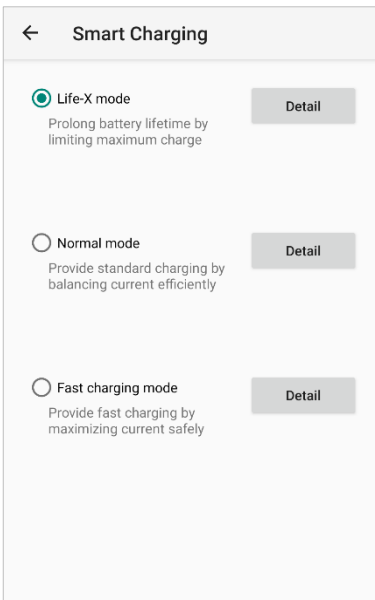 Smart Charging
Life-X mode
Detail
Prolong battery lifetime by
limiting maximum charge
Normal mode
Detail
Provide standard charging by
balancing current efficiently
Fast charging mode
Detail
Provide fast charging by
maximizing current safely